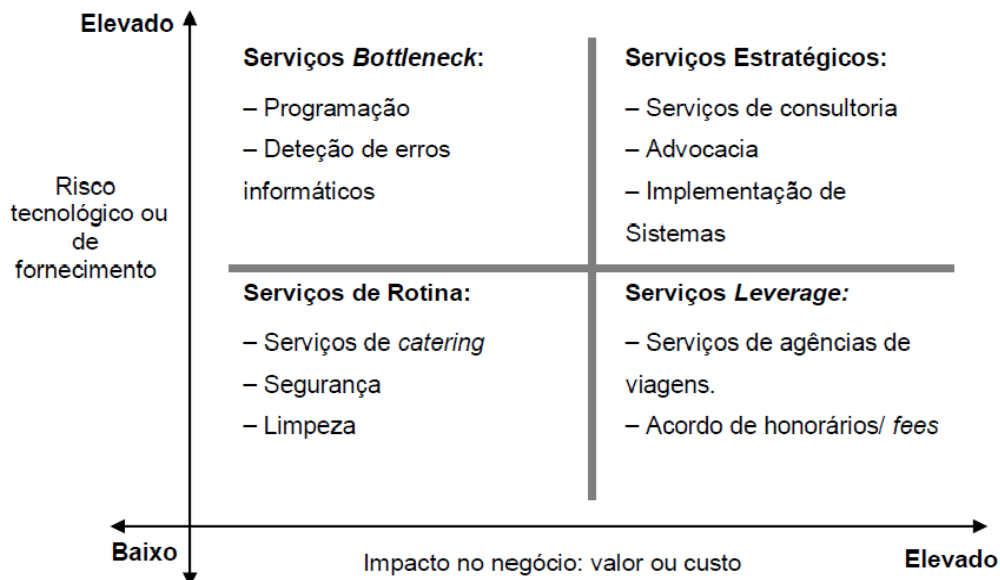 Elevado
Serviços Bottleneck:
– Programação
– Deteção de erros
informáticos
Serviços Estratégicos:
– Serviços de consultoria
– Advocacia
– Implementação de
Sistemas
Risco
tecnológico ou
de
fornecimento
Serviços de Rotina:
– Serviços de catering
– Segurança
– Limpeza
Serviços Leverage:
– Serviços de agências de
viagens.
– Acordo de honorários/ fees
Baixo
Impacto no negócio: valor ou custo
Elevado